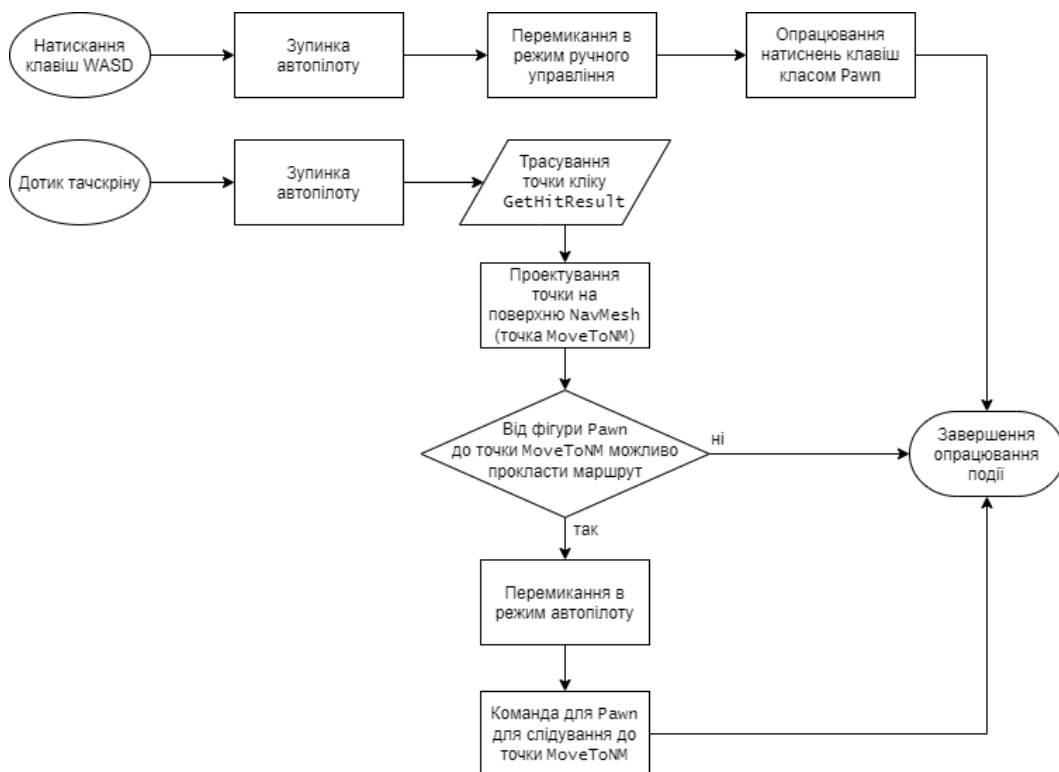 Натискання
клавіш WASD
Зупинка
автопілоту
Перемикання в
режим ручного
управління
Опрацювання
натиснень клавіш
класом Pawn
Дотик тачскріну
Зупинка
автопілоту
Трасування
точки кліку
GetHitResult
Проектування
точки на
поверхню NavMesh
(точка MoveToNM)
Від фігури Pawn
до точки MoveToNM можливо
прокласти маршрут
ні
Завершення
опрацювання
події
так
Перемикання в
режим автопілоту
Команда для Pawn
для слідування до
точки MoveToNM